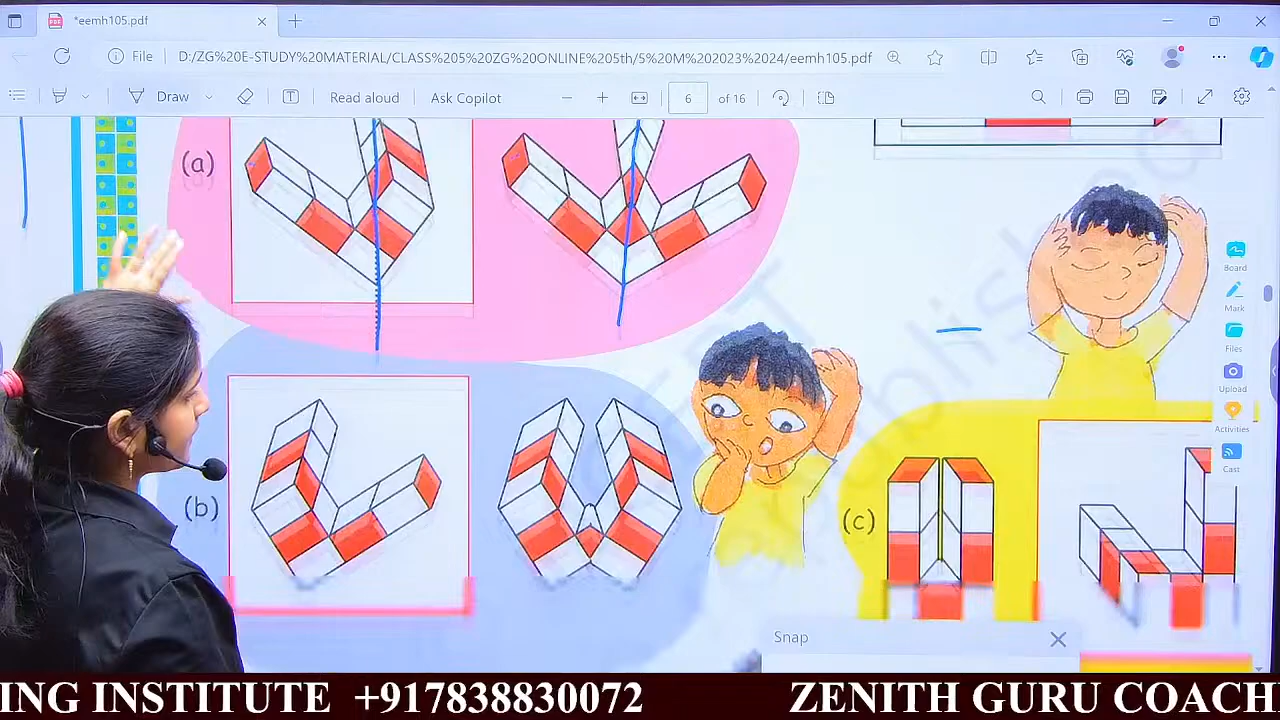 *eemh105.pdf
File D:/ZG%20E-STUDY%20MATERIAL/CLASS%205%20ZG%20ONLINE%205th/5%20M%202023%2024/eemh105.pdf
Draw Read aloud Ask Copilot 6 of 16
(a)
Board
Mark
Files
Upload
Activities
Cast
(b)
(c)
Snap
ING INSTITUTE +917838830072 ZENITH GURU COACHI